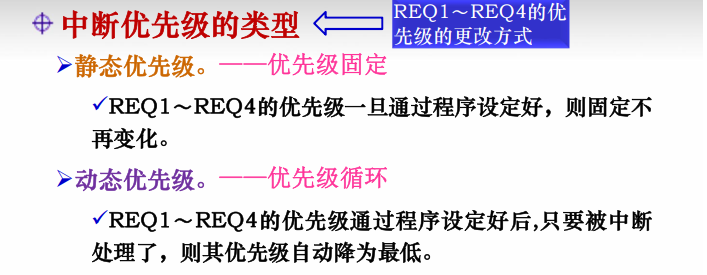 中断优先级的类型
REQ1～REQ4的优
先级的更改方式
静态优先级。——优先级固定
REQ1～REQ4的优先级一旦通过程序设定好，则固定不
再变化。
动态优先级。——优先级循环
REQ1～REQ4的优先级通过程序设定好后,只要被中断
处理了，则其优先级自动降为最低。